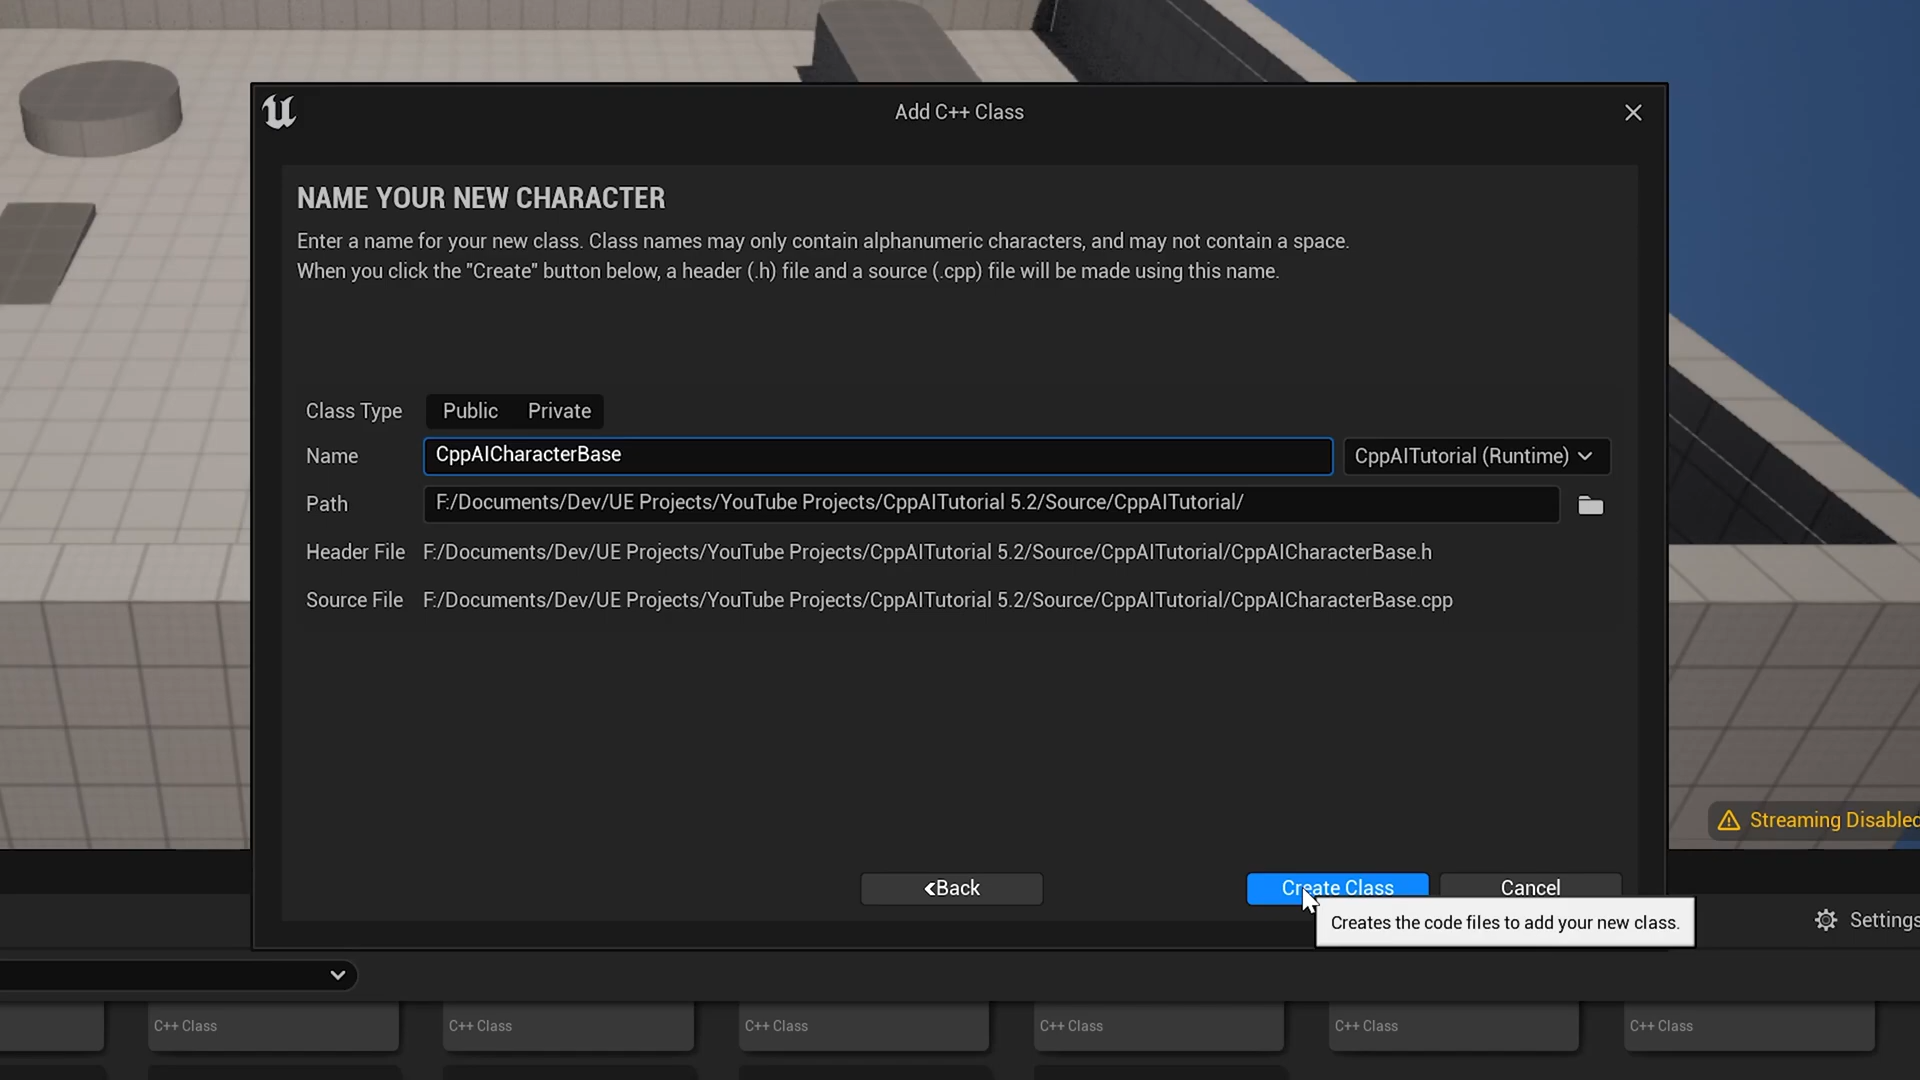 Add C++ Class
NAME YOUR NEW CHARACTER
Enter a name for your new class. Class names may only contain alphanumeric characters, and may not contain a space.
When you click the "Create" button below, a header (.h) file and a source (.cpp) file will be made using this name.
Class Type Public Private
Name CppAICharacterBase CppAITutorial (Runtime)
Path F:/Documents/Dev/UE Projects/YouTube Projects/CppAITutorial 5.2/Source/CppAITutorial/
Header File F:/Documents/Dev/UE Projects/YouTube Projects/CppAITutorial 5.2/Source/CppAITutorial/CppAICharacterBase.h
Source File F:/Documents/Dev/UE Projects/YouTube Projects/CppAITutorial 5.2/Source/CppAITutorial/CppAICharacterBase.cpp
Streaming Disabled
Back Create Class Cancel
Creates the code files to add your new class.
Settings
C++ Class C++ Class C++ Class C++ Class C++ Class C++ Class